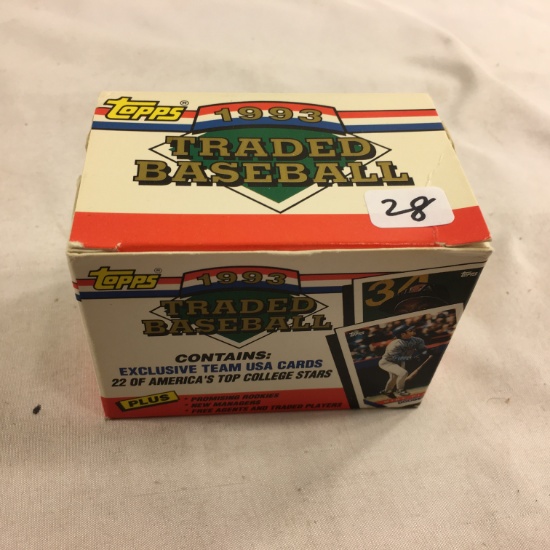 TOPPS®
1993
TRADED
BASEBALL
28
TOPPS
1993
TRADED
BASEBALL
CONTAINS:
EXCLUSIVE TEAM USA CARDS
22 OF AMERICA'S TOP COLLEGE STARS
PLUS
• PROMISING ROOKIES
• NEW MANAGERS
• FREE AGENTS AND TRADED PLAYERS
34